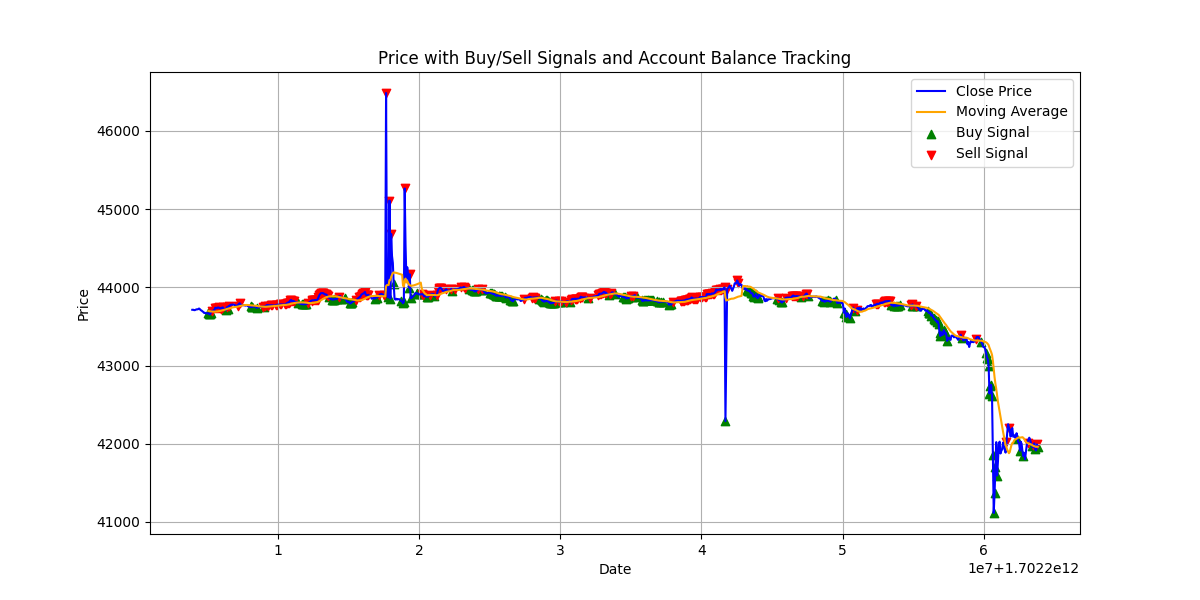 Price with Buy/Sell Signals and Account Balance Tracking
Close Price
Moving Average
Buy Signal
Sell Signal
46000
45000
44000
43000
42000
41000
Price
1 2 3 4 5 6
Date
1e7+1.7022e12